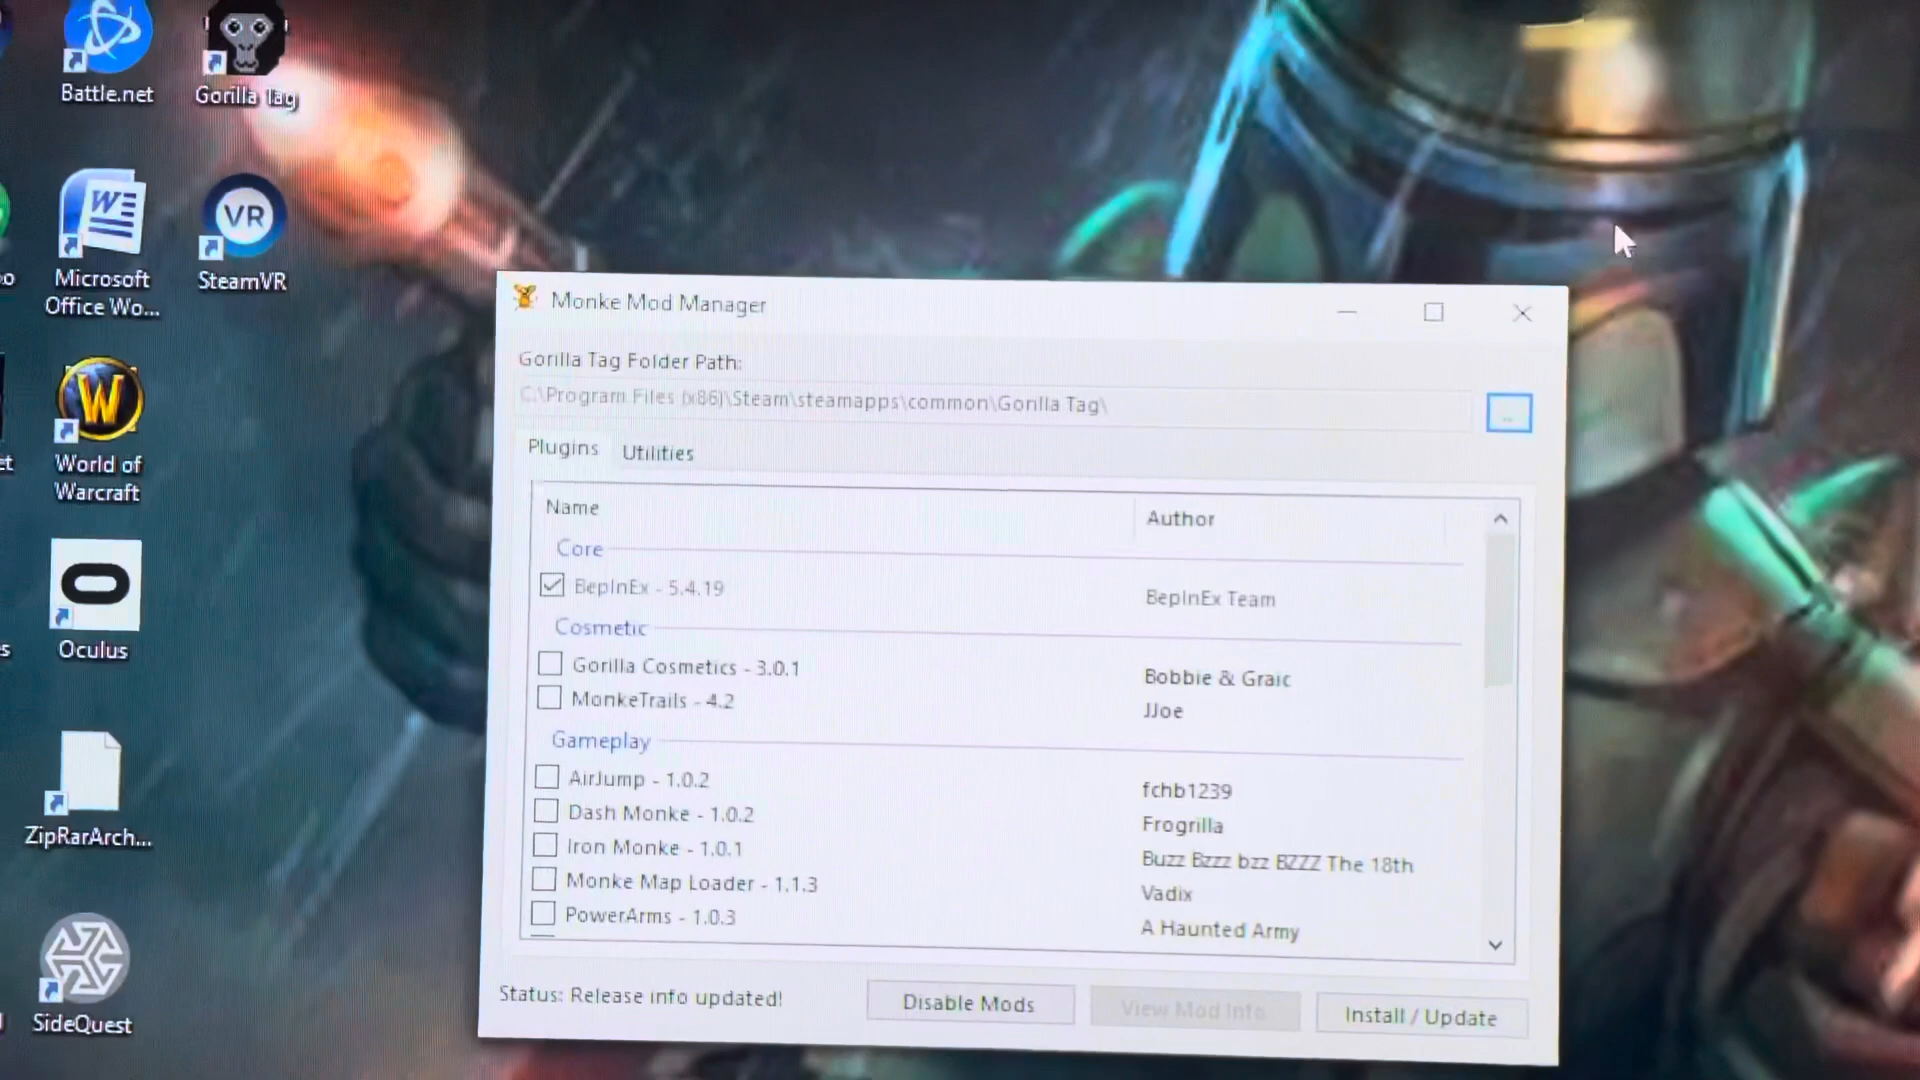 Battle.net
Gorilla Tag
Microsoft
Office Wo...
VR
SteamVR
W
World of
Warcraft
Oculus
ZipRarArch...
SideQuest
Monke Mod Manager
Gorilla Tag Folder Path:
C:\Program Files (x86)\Steam\steamapps\common\Gorilla Tag\
..
Plugins
Utilities
Name
Author
Core
BepInEx - 5.4.19
BepInEx Team
Cosmetic
Gorilla Cosmetics - 3.0.1
Bobbie & Graic
MonkeTrails - 4.2
JJoe
Gameplay
AirJump - 1.0.2
fchb1239
Dash Monke - 1.0.2
Frogrilla
Iron Monke - 1.0.1
Buzz Bzzz bzz BZZZ The 18th
Monke Map Loader - 1.1.3
Vadix
PowerArms - 1.0.3
A Haunted Army
Status: Release info updated!
Disable Mods
View Mod Info
Install / Update